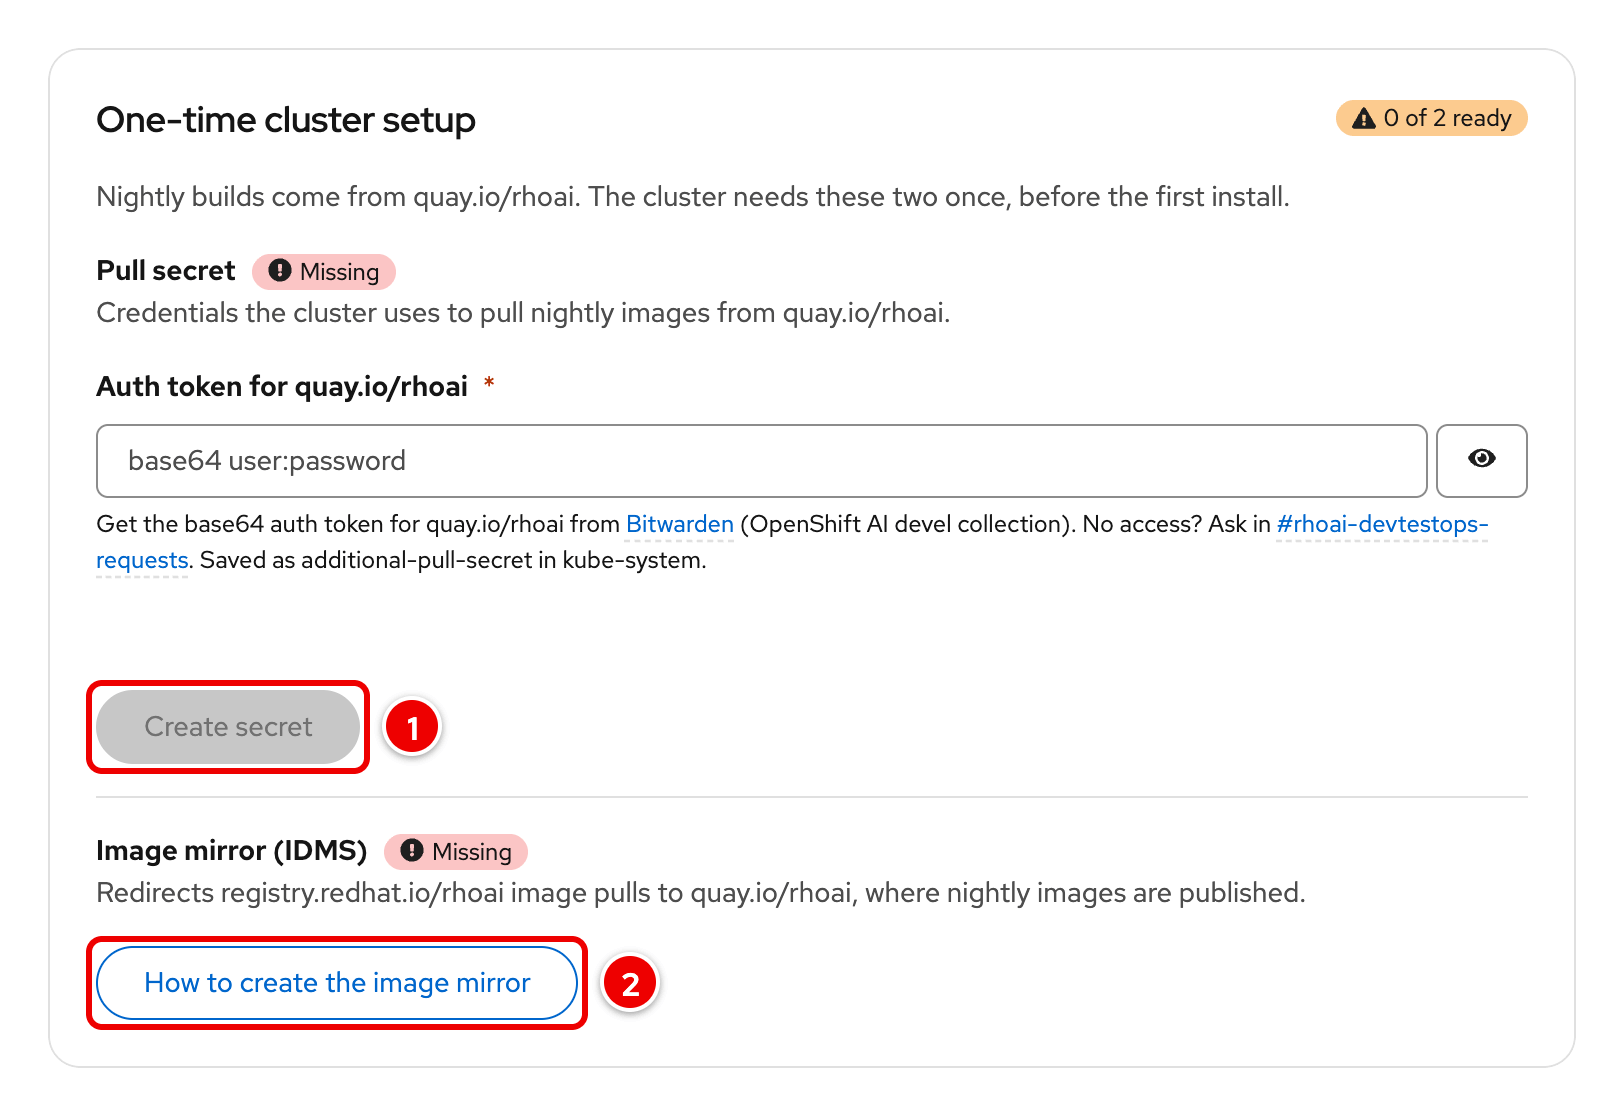 One-time cluster setup
0 of 2 ready
Nightly builds come from quay.io/rhoai. The cluster needs these two once, before the first install.
Pull secret
Missing
Credentials the cluster uses to pull nightly images from quay.io/rhoai.
Auth token for quay.io/rhoai *
base64 user:password
Get the base64 auth token for quay.io/rhoai from Bitwarden (OpenShift AI devel collection). No access? Ask in #rhoai-devtestops-
requests. Saved as additional-pull-secret in kube-system.
Create secret
1
Image mirror (IDMS)
Missing
Redirects registry.redhat.io/rhoai image pulls to quay.io/rhoai, where nightly images are published.
How to create the image mirror
2